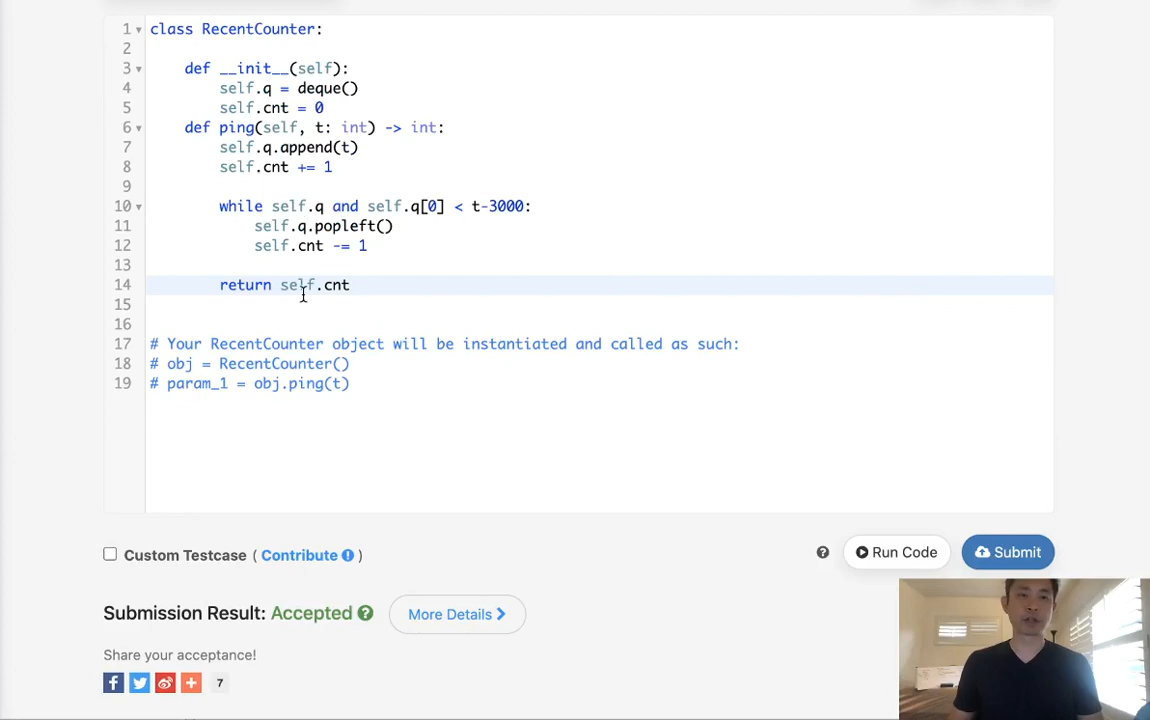 1 class RecentCounter:
2
3 def __init__(self):
4 self.q = deque()
5 self.cnt = 0
6 def ping(self, t: int) -> int:
7 self.q.append(t)
8 self.cnt += 1
9
10 while self.q and self.q[0] < t-3000:
11 self.q.popleft()
12 self.cnt -= 1
13
14 return self.cnt
15
16
17 # Your RecentCounter object will be instantiated and called as such:
18 # obj = RecentCounter()
19 # param_1 = obj.ping(t)
Custom Testcase ( Contribute )
? Run Code Submit
Submission Result: Accepted ? More Details
Share your acceptance!
7